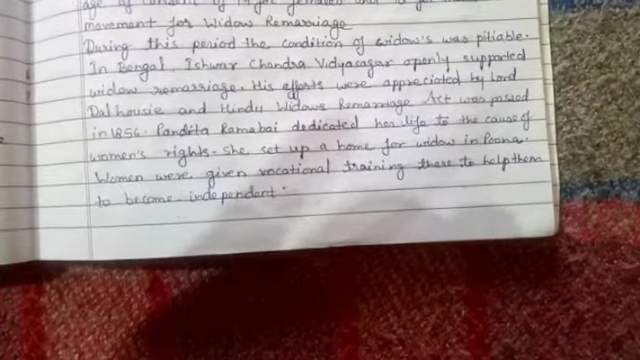 age of consent
movement for Widow Remarriage
During this period the condition of widow's was pitiable.
In Bengal, Ishwar Chandra Vidyasagar openly supported
widow remarriage. His efforts were appreciated by Lord
Dalhousie and Hindu Widows Remarriage Act was passed
in 1856. Pandita Ramabai dedicated her life to the cause of
women's rights. She set up a home for widow in Poona.
Women were given vocational training there to help them
to become independent.